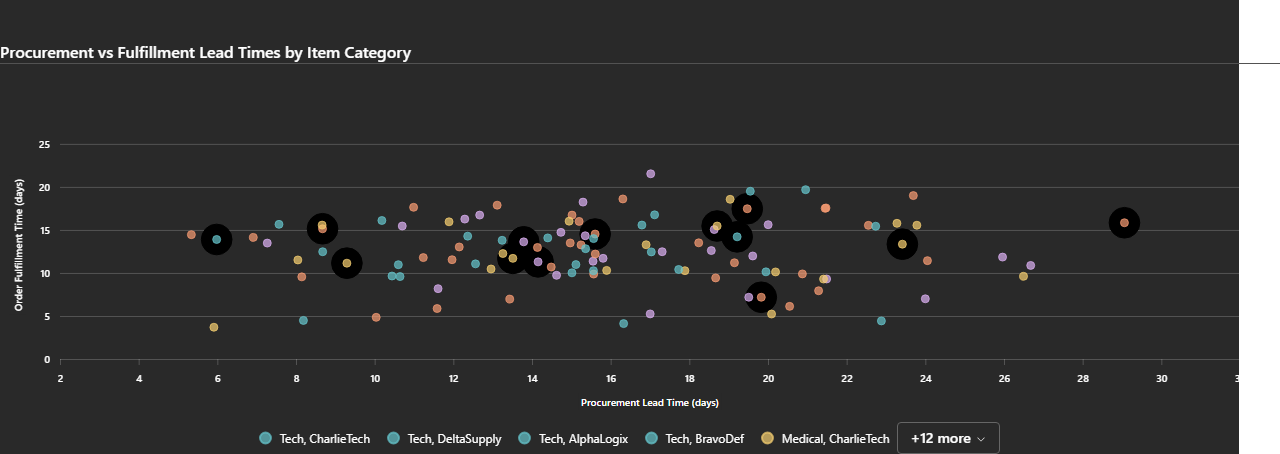 Procurement vs Fulfillment Lead Times by Item Category
25
20
15
10
5
0
Order Fulfillment Time (days)
2 4 6 8 10 12 14 16 18 20 22 24 26 28 30
Procurement Lead Time (days)
Tech, CharlieTech Tech, DeltaSupply Tech, AlphaLogix Tech, BravoDef Medical, CharlieTech +12 more